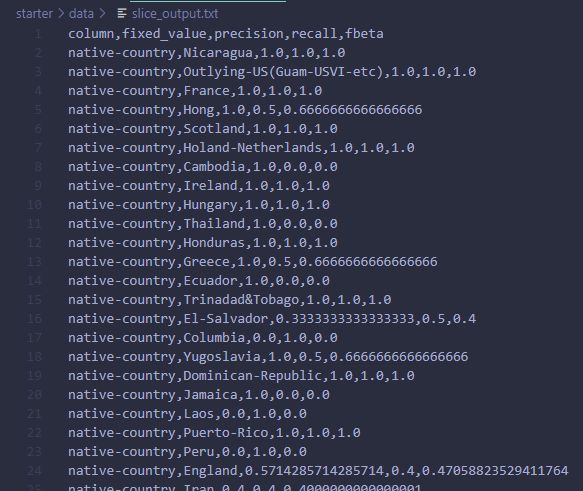 starter > data > slice_output.txt
1 column,fixed_value,precision,recall,fbeta
2 native-country,Nicaragua,1.0,1.0,1.0
3 native-country,Outlying-US(Guam-USVI-etc),1.0,1.0,1.0
4 native-country,France,1.0,1.0,1.0
5 native-country,Hong,1.0,0.5,0.6666666666666666
6 native-country,Scotland,1.0,1.0,1.0
7 native-country,Holand-Netherlands,1.0,1.0,1.0
8 native-country,Cambodia,1.0,0.0,0.0
9 native-country,Ireland,1.0,1.0,1.0
10 native-country,Hungary,1.0,1.0,1.0
11 native-country,Thailand,1.0,0.0,0.0
12 native-country,Honduras,1.0,1.0,1.0
13 native-country,Greece,1.0,0.5,0.6666666666666666
14 native-country,Ecuador,1.0,0.0,0.0
15 native-country,Trinadad&Tobago,1.0,1.0,1.0
16 native-country,El-Salvador,0.3333333333333333,0.5,0.4
17 native-country,Columbia,0.0,1.0,0.0
18 native-country,Yugoslavia,1.0,0.5,0.6666666666666666
19 native-country,Dominican-Republic,1.0,1.0,1.0
20 native-country,Jamaica,1.0,0.0,0.0
21 native-country,Laos,0.0,1.0,0.0
22 native-country,Puerto-Rico,1.0,1.0,1.0
23 native-country,Peru,0.0,1.0,0.0
24 native-country,England,0.5714285714285714,0.4,0.47058823529411764
25 native-country,Iran,0.4,0.4,0.4000000000000001